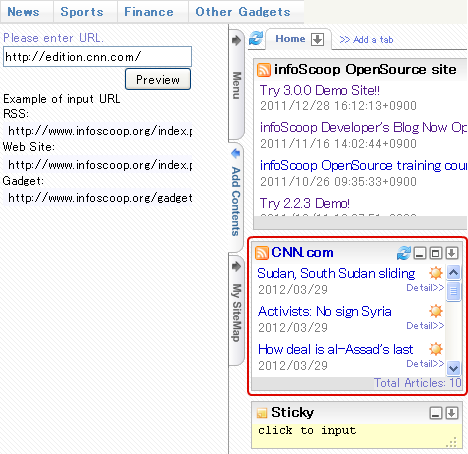 News Sports Finance Other Gadgets
Please enter URL.
http://edition.cnn.com/
Preview
Example of input URL
RSS:
http://www.infoscoop.org/index.p
Web Site:
http://www.infoscoop.org/index.p
Gadget:
http://www.infoscoop.org/gadget
Menu
Add Contents
My SiteMap
Home >> Add a tab
infoScoop OpenSource site
Try 3.0.0 Demo Site!!
2011/12/28 16:12:13+0900
infoScoop Developer's Blog Now Op
2011/11/16 14:02:44+0900
infoScoop OpenSource training cour
2011/10/26 09:35:33+0900
Try 2.2.3 Demo!
CNN.com
Sudan, South Sudan sliding
2012/03/29 Detail>>
Activists: No sign Syria
2012/03/29 Detail>>
How deal is al-Assad's last
2012/03/29 Detail>>
Total Articles: 10
Sticky
click to input